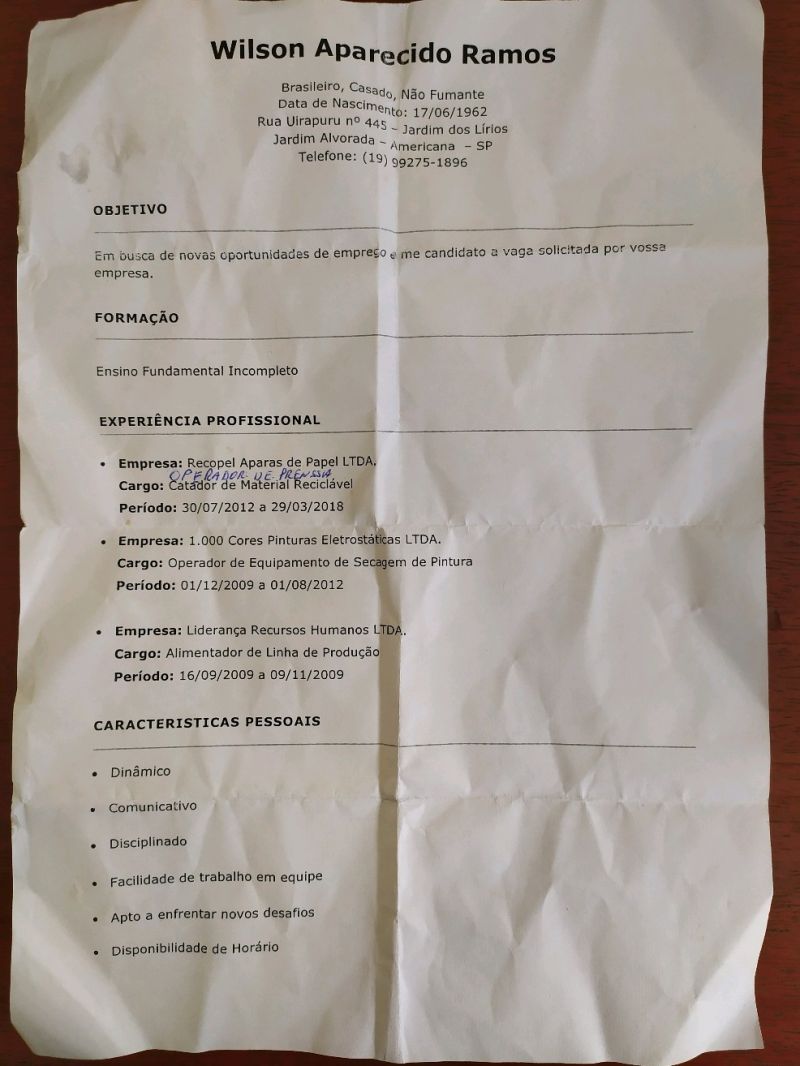 Wilson Aparecido Ramos
Brasileiro, Casado, Não Fumante
Data de Nascimento: 17/06/1962
Rua Uirapuru nº 445 – Jardim dos Lírios
Jardim Alvorada – Americana – SP
Telefone: (19) 99275-1896
OBJETIVO
Em busca de novas oportunidades de emprego e me candidato a vaga solicitada por vossa
empresa.
FORMAÇÃO
Ensino Fundamental Incompleto
EXPERIÊNCIA PROFISSIONAL
• Empresa: Recopel Aparas de Papel LTDA.
OPERADOR DE PRENSSA
Cargo: Catador de Material Reciclável
Período: 30/07/2012 a 29/03/2018
• Empresa: 1.000 Cores Pinturas Eletrostáticas LTDA.
Cargo: Operador de Equipamento de Secagem de Pintura
Período: 01/12/2009 a 01/08/2012
• Empresa: Liderança Recursos Humanos LTDA.
Cargo: Alimentador de Linha de Produção
Período: 16/09/2009 a 09/11/2009
CARACTERISTICAS PESSOAIS
• Dinâmico
• Comunicativo
• Disciplinado
• Facilidade de trabalho em equipe
• Apto a enfrentar novos desafios
• Disponibilidade de Horário